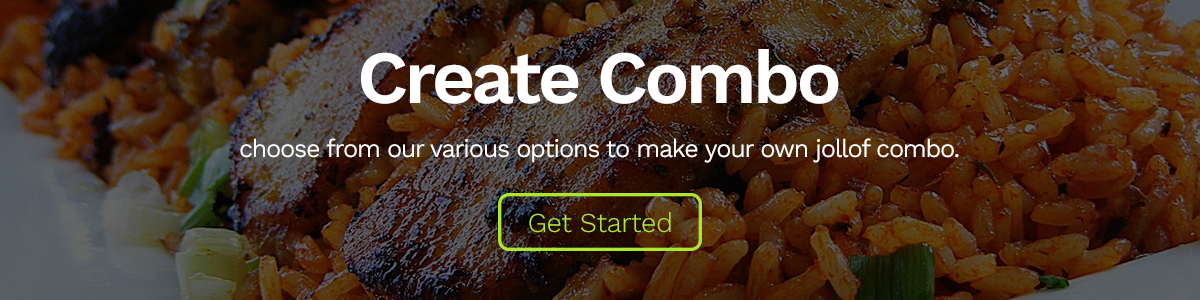 Create Combo
choose from our various options to make your own jollof combo.
Get Started